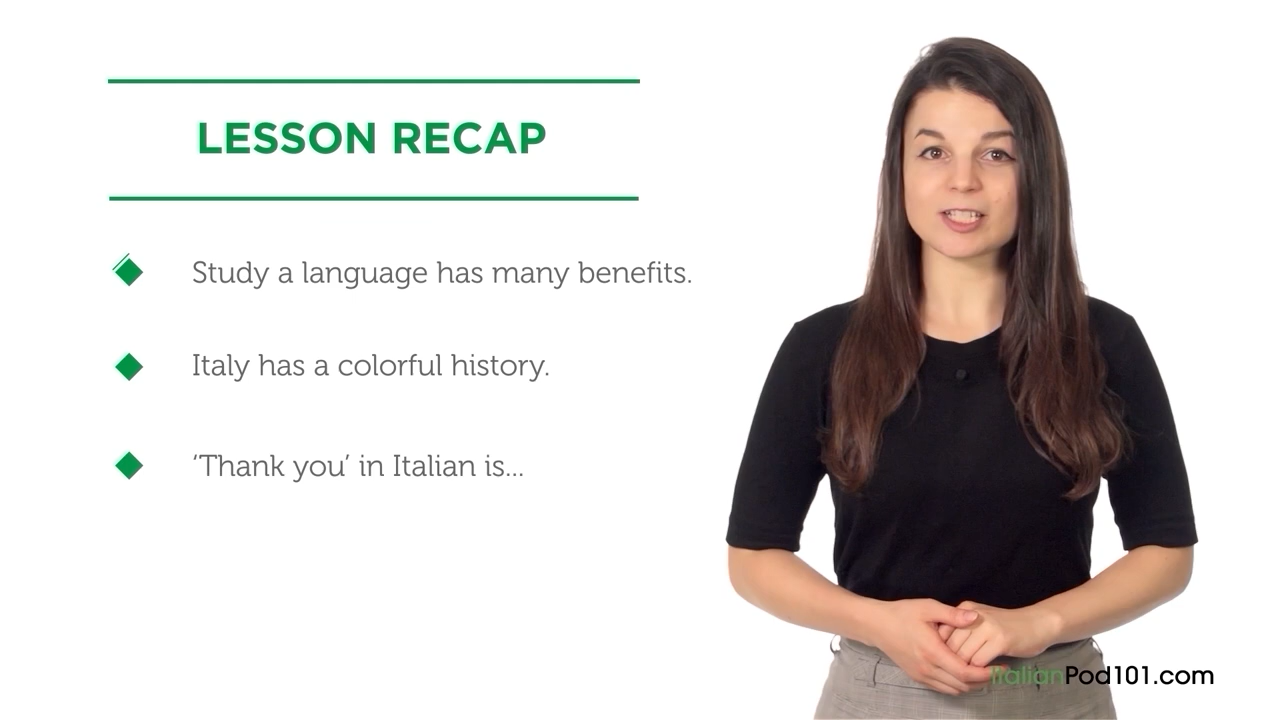 LESSON RECAP
Study a language has many benefits.
Italy has a colorful history.
‘Thank you’ in Italian is...
ItalianPod101.com